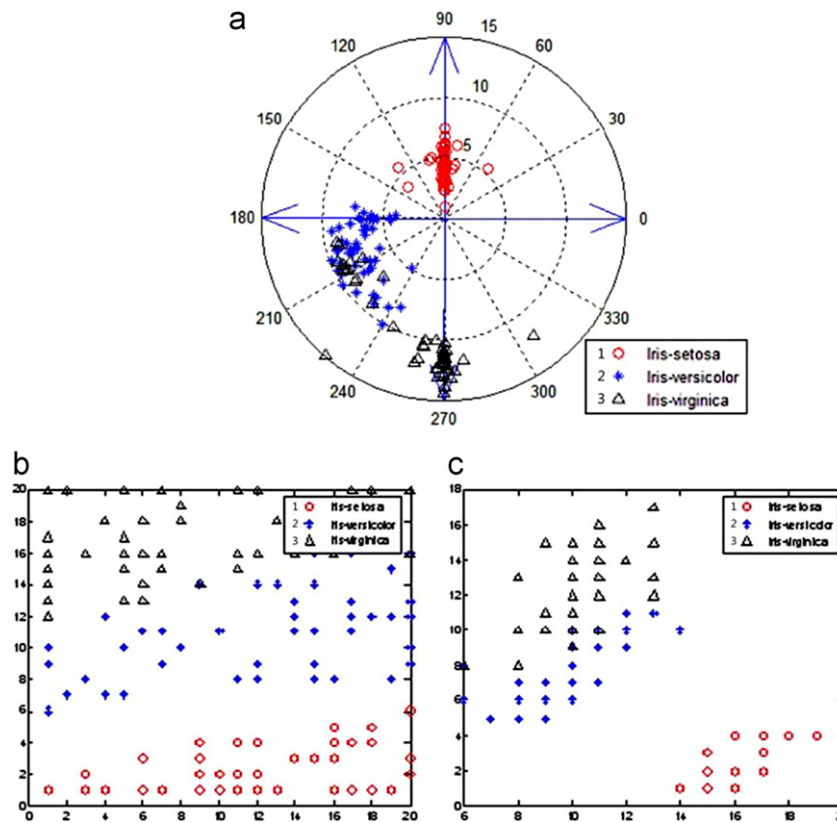 a
90
15
120
60
10
150
30
5
180
0
210
330
1 Iris-setosa
2 Iris-versicolor
3 Iris-virginica
240
300
270
b
c
20
18
16
14
12
10
8
6
4
2
0
0 2 4 6 8 10 12 14 16 18 20
1 Iris-setosa
2 Iris-versicolor
3 Iris-virginica
18
16
14
12
10
8
6
4
2
0
6 8 10 12 14 16 18
1 Iris-setosa
2 Iris-versicolor
3 Iris-virginica